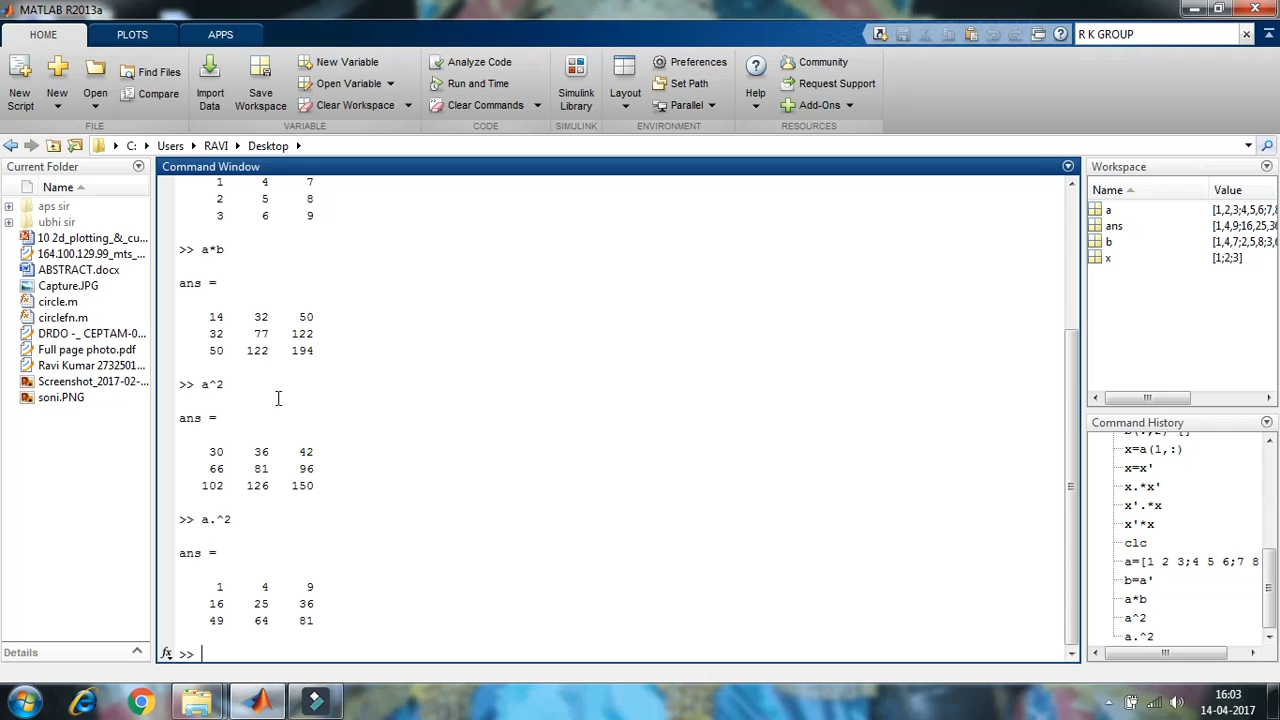 MATLAB R2013a
HOME PLOTS APPS
R K GROUP
New Script
New
Open
Find Files
Compare
FILE
Import Data
Save Workspace
New Variable
Open Variable
Clear Workspace
VARIABLE
Analyze Code
Run and Time
Clear Commands
CODE
Simulink Library
SIMULINK
Layout
Preferences
Set Path
Parallel
ENVIRONMENT
Help
Community
Request Support
Add-Ons
RESOURCES
C: Users RAVI Desktop
Current Folder
Name
aps sir
ubhi sir
10 2d_plotting_&_cu...
164.100.129.99_mts_...
ABSTRACT.docx
Capture.JPG
circle.m
circlefn.m
DRDO -_ CEPTAM-0...
Full page photo.pdf
Ravi Kumar 2732501...
Screenshot_2017-02-...
soni.PNG
Details
Command Window
1 4 7
2 5 8
3 6 9
>> a*b
ans =
14 32 50
32 77 122
50 122 194
>> a^2
ans =
30 36 42
66 81 96
102 126 150
>> a.^2
ans =
1 4 9
16 25 36
49 64 81
fx >>
Workspace
Name Value
a [1,2,3;4,5,6;7,8
ans [1,4,9;16,25,36
b [1,4,7;2,5,8;3,6
x [1;2;3]
Command History
x=a(1,:)
x=x'
x.*x'
x'.*x
x'*x
clc
a=[1 2 3;4 5 6;7 8
b=a'
a*b
a^2
a.^2
16:03
14-04-2017